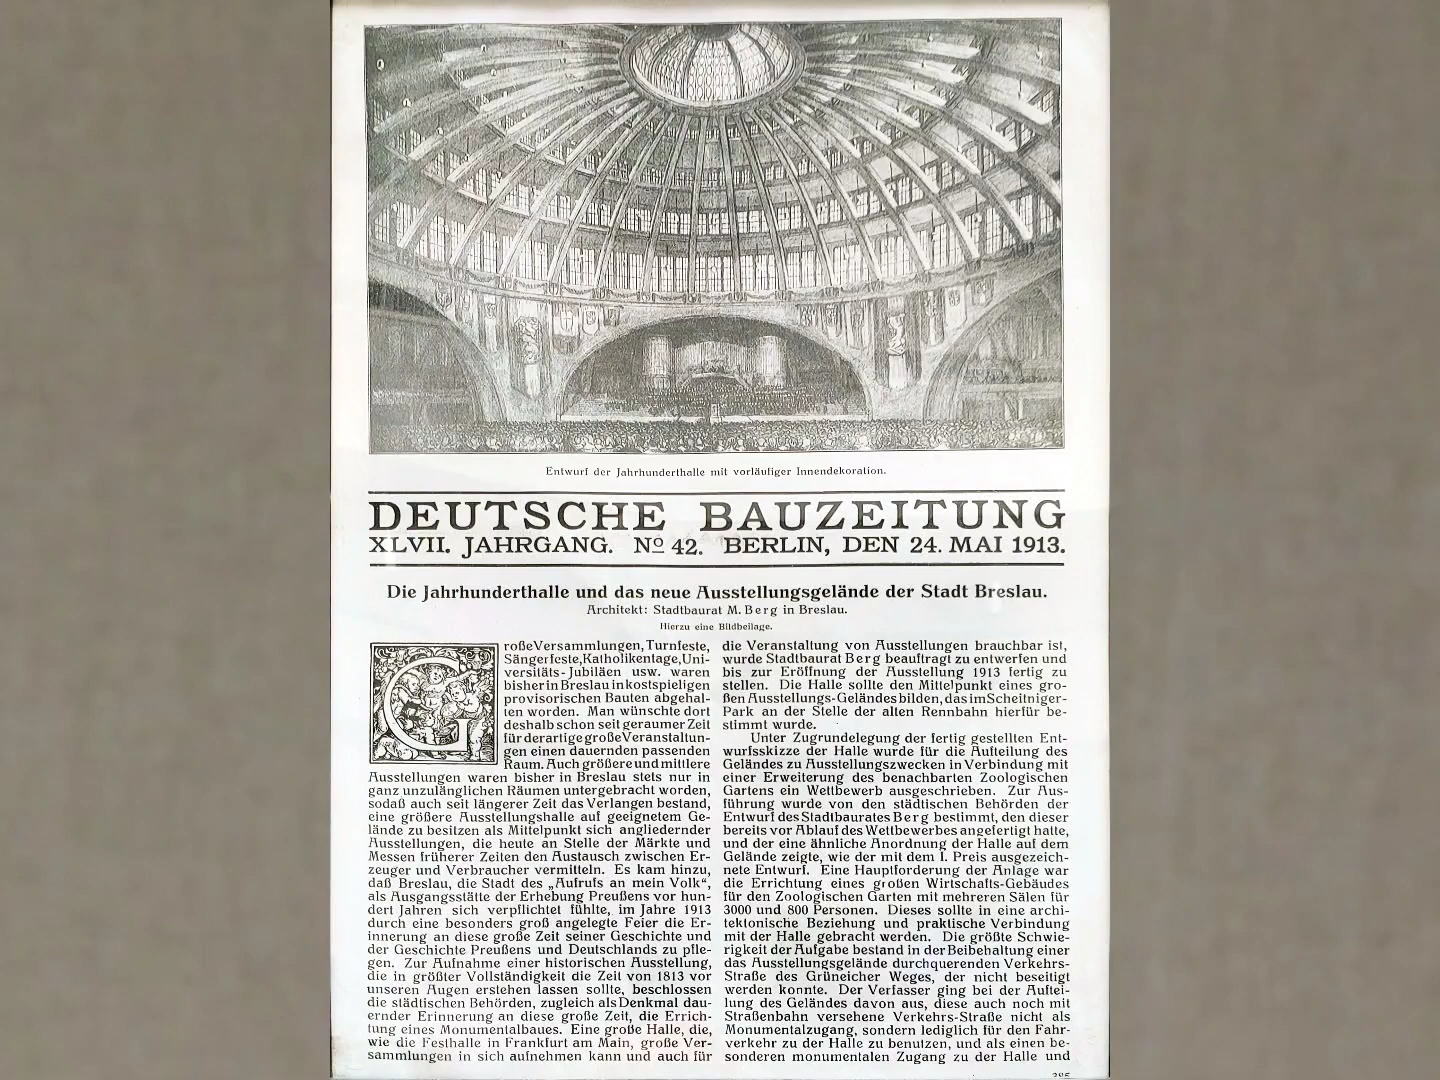 Entwurf der Jahrhunderthalle mit vorläufiger Innendekoration.
DEUTSCHE BAUZEITUNG
XLVII. JAHRGANG. Nº 42. BERLIN, DEN 24. MAI 1913.
Die Jahrhunderthalle und das neue Ausstellungsgelände der Stadt Breslau.
Architekt: Stadtbaurat M. Berg in Breslau.
Hierzu eine Bildbeilage.
Große Versammlungen, Turnfeste,
Sängerfeste, Katholikentage, Uni-
versitäts-Jubiläen usw. waren
bisher in Breslau in kostspieligen
provisorischen Bauten abgehal-
ten worden. Man wünschte dort
deshalb schon seit geraumer Zeit
für derartige große Veranstaltun-
gen einen dauernden passenden
Raum. Auch größere und mittlere
Ausstellungen waren bisher in Breslau stets nur in
ganz unzulänglichen Räumen untergebracht worden,
sodaß auch seit längerer Zeit das Verlangen bestand,
eine größere Ausstellungshalle auf geeignetem Ge-
lände zu besitzen als Mittelpunkt sich angliedernder
Ausstellungen, die heute an Stelle der Märkte und
Messen früherer Zeiten den Austausch zwischen Er-
zeuger und Verbraucher vermitteln. Es kam hinzu,
daß Breslau, die Stadt des „Aufrufs an mein Volk“,
als Ausgangsstätte der Erhebung Preußens vor hun-
dert Jahren sich verpflichtet fühlte, im Jahre 1913
durch eine besonders groß angelegte Feier die Er-
innerung an diese große Zeit seiner Geschichte und
der Geschichte Preußens und Deutschlands zu pfle-
gen. Zur Aufnahme einer historischen Ausstellung,
die in größter Vollständigkeit die Zeit von 1813 vor
unseren Augen erstehen lassen sollte, beschlossen
die städtischen Behörden, zugleich als Denkmal dau-
ernder Erinnerung an diese große Zeit, die Errich-
tung eines Monumentalbaues. Eine große Halle, die,
wie die Festhalle in Frankfurt am Main, große Ver-
sammlungen in sich aufnehmen kann und auch für
die Veranstaltung von Ausstellungen brauchbar ist,
wurde Stadtbaurat Berg beauftragt zu entwerfen und
bis zur Eröffnung der Ausstellung 1913 fertig zu
stellen. Die Halle sollte den Mittelpunkt eines gro-
ßen Ausstellungs-Geländes bilden, das im Scheitniger-
Park an der Stelle der alten Rennbahn hierfür be-
stimmt wurde.
Unter Zugrundelegung der fertig gestellten Ent-
wurfsskizze der Halle wurde für die Aufteilung des
Geländes zu Ausstellungszwecken in Verbindung mit
einer Erweiterung des benachbarten Zoologischen
Gartens ein Wettbewerb ausgeschrieben. Zur Aus-
führung wurde von den städtischen Behörden der
Entwurf des Stadtbaurates Berg bestimmt, den dieser
bereits vor Ablauf des Wettbewerbes angefertigt hatte,
und der eine ähnliche Anordnung der Halle auf dem
Gelände zeigte, wie der mit dem I. Preis ausgezeich-
nete Entwurf. Eine Hauptforderung der Anlage war
die Errichtung eines großen Wirtschafts-Gebäudes
für den Zoologischen Garten mit mehreren Sälen für
3000 und 800 Personen. Dieses sollte in eine archi-
tektonische Beziehung und praktische Verbindung
mit der Halle gebracht werden. Die größte Schwie-
rigkeit der Aufgabe bestand in der Beibehaltung einer
das Ausstellungsgelände durchquerenden Verkehrs-
Straße des Grüneicher Weges, der nicht beseitigt
werden konnte. Der Verfasser ging bei der Auftei-
lung des Geländes davon aus, diese auch noch mit
Straßenbahn versehene Verkehrs-Straße nicht als
Monumentalzugang, sondern lediglich für den Fahr-
verkehr zu der Halle zu benutzen, und als einen be-
sonderen monumentalen Zugang zu der Halle und